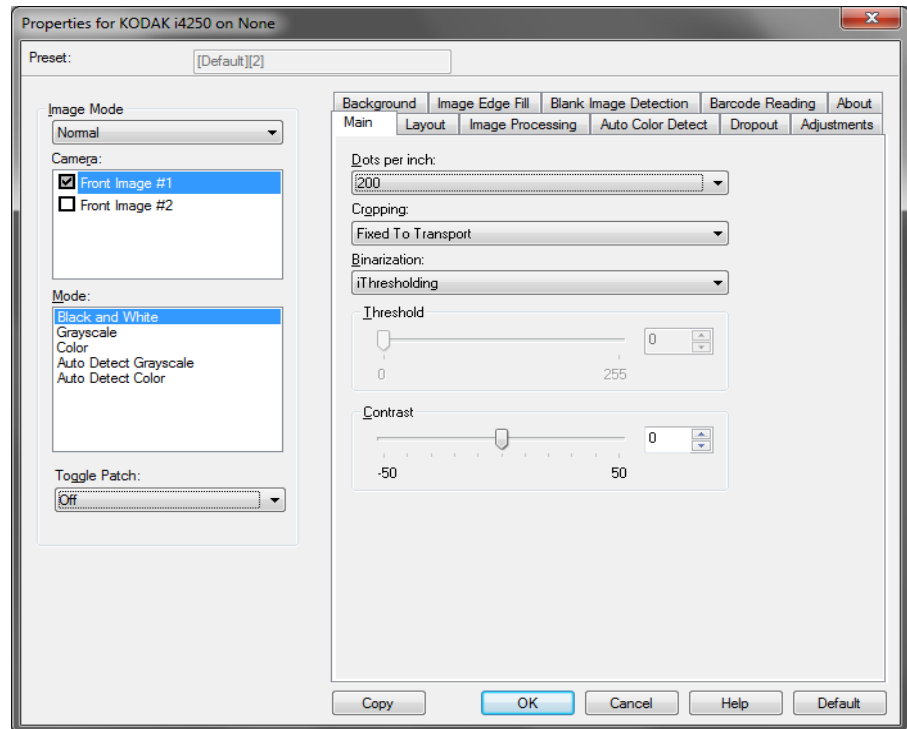 Properties for KODAK i4250 on None
Preset:
[Default][2]
Image Mode
Normal
Camera:
Front Image #1
Front Image #2
Mode:
Black and White
Grayscale
Color
Auto Detect Grayscale
Auto Detect Color
Toggle Patch:
Off
Background Image Edge Fill Blank Image Detection Barcode Reading About
Main Layout Image Processing Auto Color Detect Dropout Adjustments
Dots per inch:
200
Cropping:
Fixed To Transport
Binarization:
iThresholding
Threshold
0
0 255
Contrast
0
-50 50
Copy OK Cancel Help Default